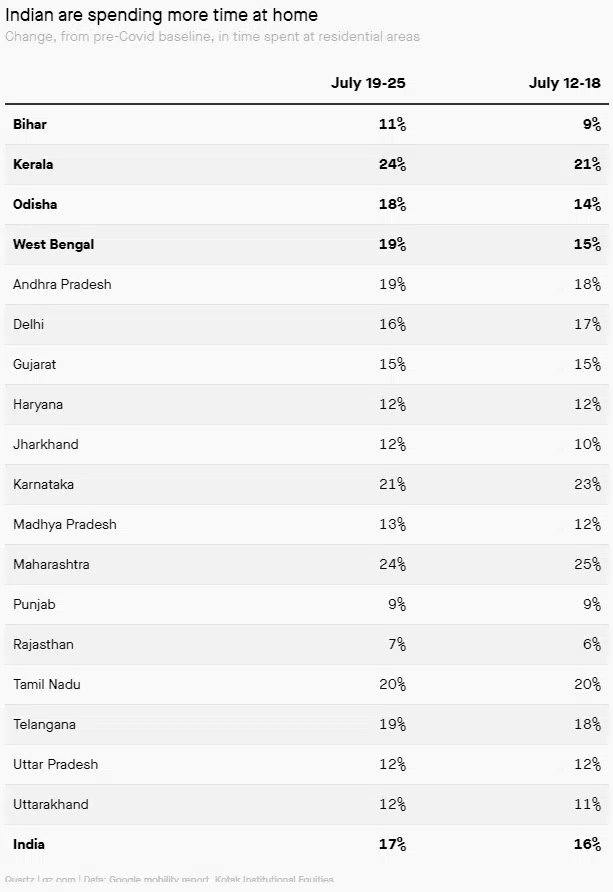 Indian are spending more time at home
Change, from pre-Covid baseline, in time spent at residential areas
July 19-25 July 12-18
Bihar 11% 9%
Kerala 24% 21%
Odisha 18% 14%
West Bengal 19% 15%
Andhra Pradesh 19% 18%
Delhi 16% 17%
Gujarat 15% 15%
Haryana 12% 12%
Jharkhand 12% 10%
Karnataka 21% 23%
Madhya Pradesh 13% 12%
Maharashtra 24% 25%
Punjab 9% 9%
Rajasthan 7% 6%
Tamil Nadu 20% 20%
Telangana 19% 18%
Uttar Pradesh 12% 12%
Uttarakhand 12% 11%
India 17% 16%
Quartz | qz.com | Data: Google mobility report, Kotak Institutional Equities